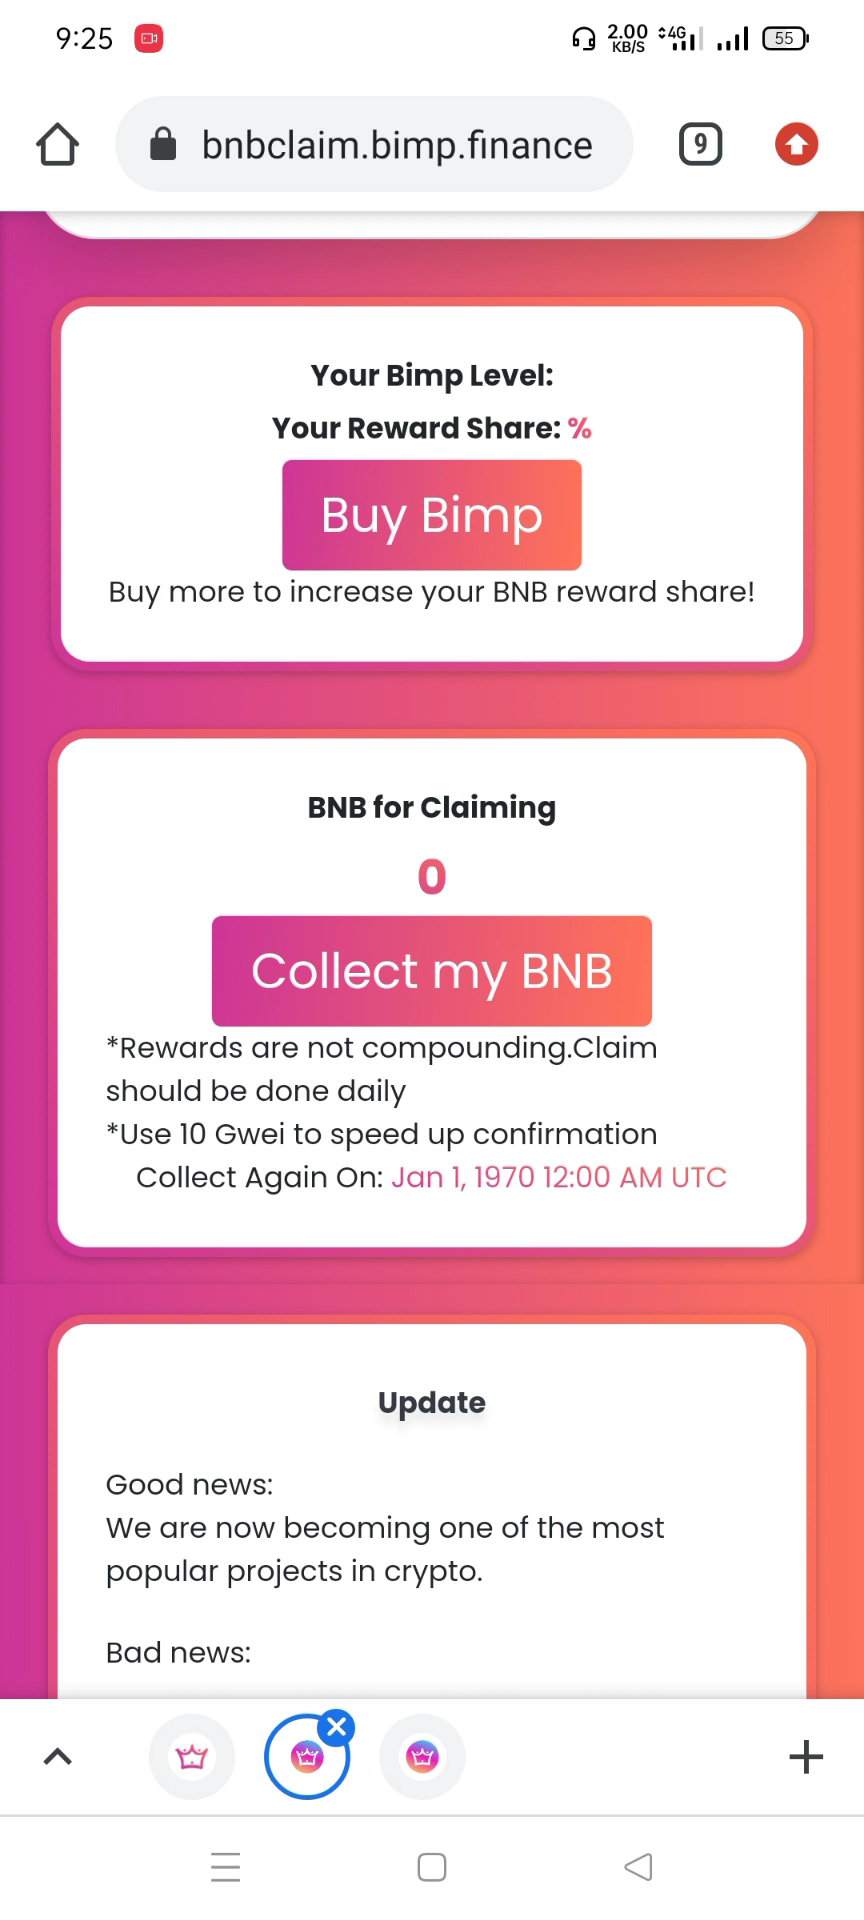 9:25
2.00
KB/S
4G
55
bnbclaim.bimp.finance
9
Your Bimp Level:
Your Reward Share: %
Buy Bimp
Buy more to increase your BNB reward share!
BNB for Claiming
0
Collect my BNB
*Rewards are not compounding.Claim
should be done daily
*Use 10 Gwei to speed up confirmation
Collect Again On: Jan 1, 1970 12:00 AM UTC
Update
Good news:
We are now becoming one of the most
popular projects in crypto.
Bad news: